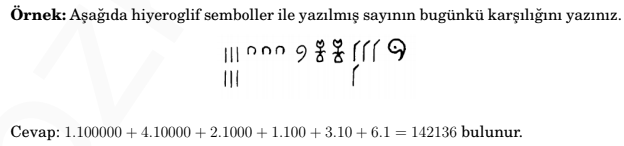 Örnek: Aşağıda hiyeroglif semboller ile yazılmış sayının bugünkü karşılığını yazınız.
Cevap: 1.100000 + 4.10000 + 2.1000 + 1.100 + 3.10 + 6.1 = 142136 bulunur.